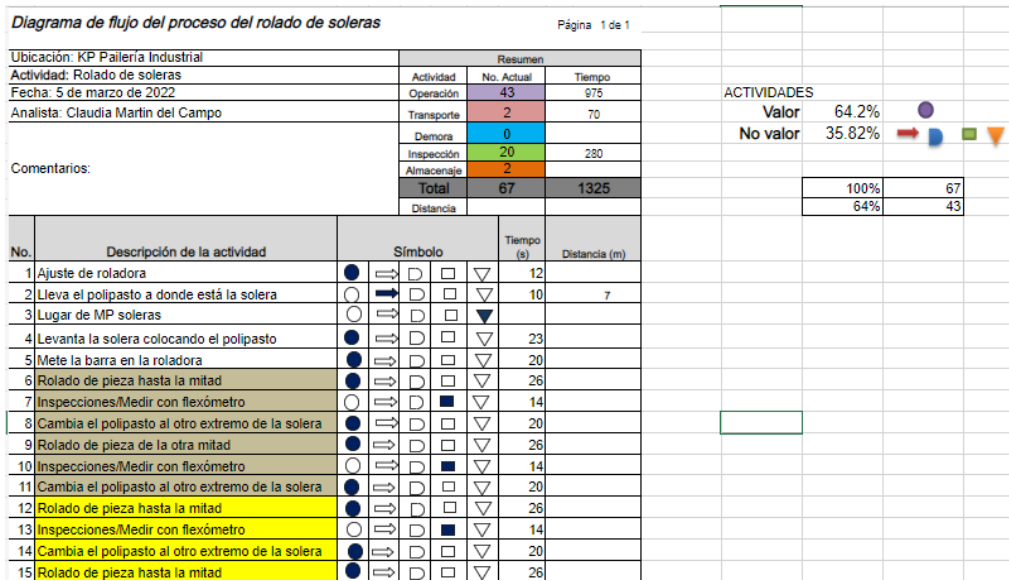 Diagrama de flujo del proceso del rolado de soleras Página 1 de 1
Ubicación: KP Pailería Industrial Resumen
Actividad: Rolado de soleras Actividad No. Actual Tiempo
Fecha: 5 de marzo de 2022 Operación 43 975 ACTIVIDADES
Analista: Claudia Martin del Campo Transporte 2 70 Valor 64.2%
Demora 0 No valor 35.82%
Inspección 20 280
Comentarios: Almacenaje 2
Total 67 1325 100% 67
Distancia 64% 43
No. Descripción de la actividad Símbolo Tiempo (s) Distancia (m)
1 Ajuste de roladora 12
2 Lleva el polipasto a donde está la solera 10 7
3 Lugar de MP soleras
4 Levanta la solera colocando el polipasto 23
5 Mete la barra en la roladora 20
6 Rolado de pieza hasta la mitad 26
7 Inspecciones/Medir con flexómetro 14
8 Cambia el polipasto al otro extremo de la solera 20
9 Rolado de pieza de la otra mitad 26
10 Inspecciones/Medir con flexómetro 14
11 Cambia el polipasto al otro extremo de la solera 20
12 Rolado de pieza hasta la mitad 26
13 Inspecciones/Medir con flexómetro 14
14 Cambia el polipasto al otro extremo de la solera 20
15 Rolado de pieza hasta la mitad 26